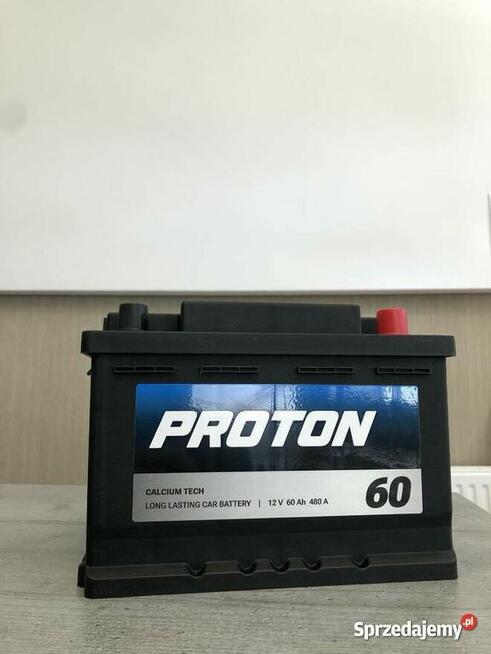 PROTON
CALCIUM TECH
LONG LASTING CAR BATTERY | 12 V 60 Ah 480 A
60
Sprzedajemy.pl